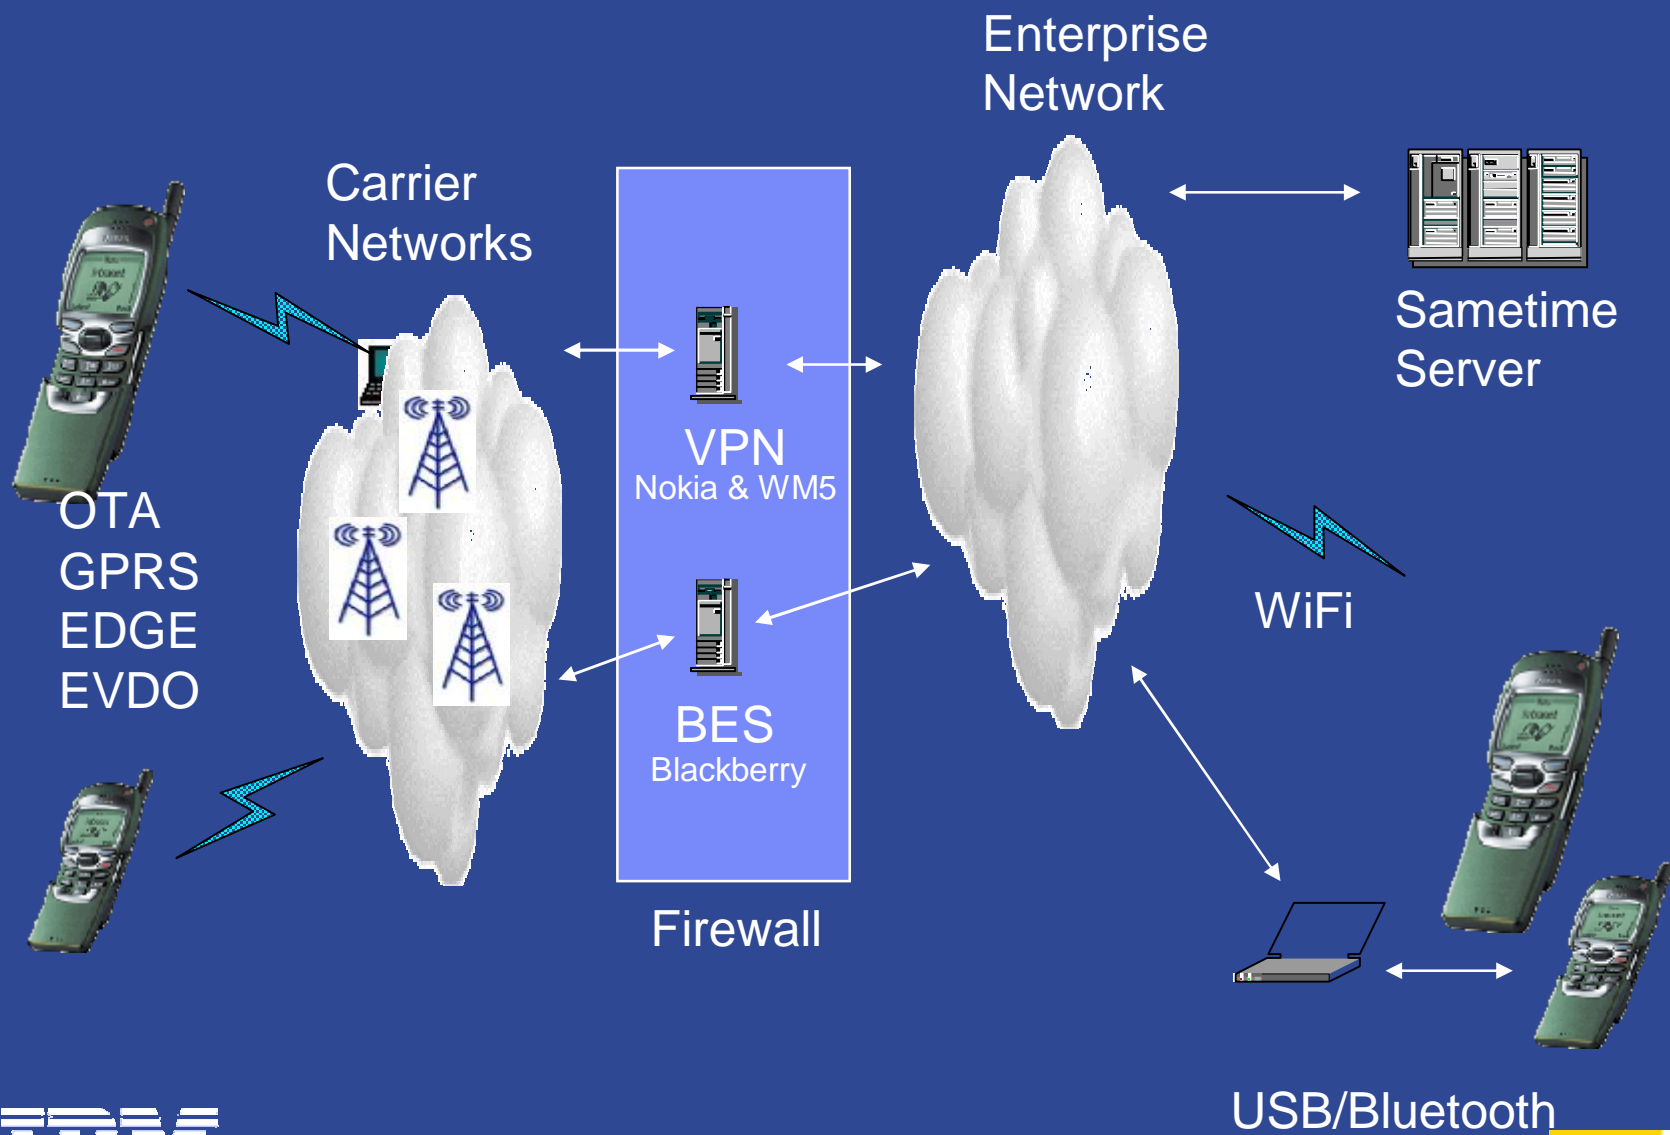 Enterprise
Network
Carrier
Networks
Sametime
Server
VPN
Nokia & WM5
OTA
GPRS
EDGE
EVDO
WiFi
BES
Blackberry
Firewall
USB/Bluetooth
IBM